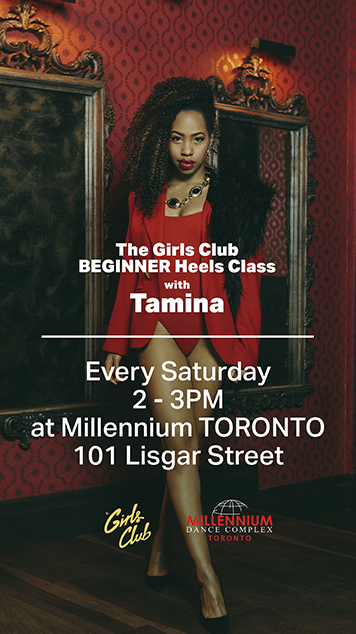 The Girls Club
BEGINNER Heels Class
with
Tamina
Every Saturday
2 - 3PM
at Millennium TORONTO
101 Lisgar Street
Girls
Club
MILLENNIUM
DANCE COMPLEX
TORONTO